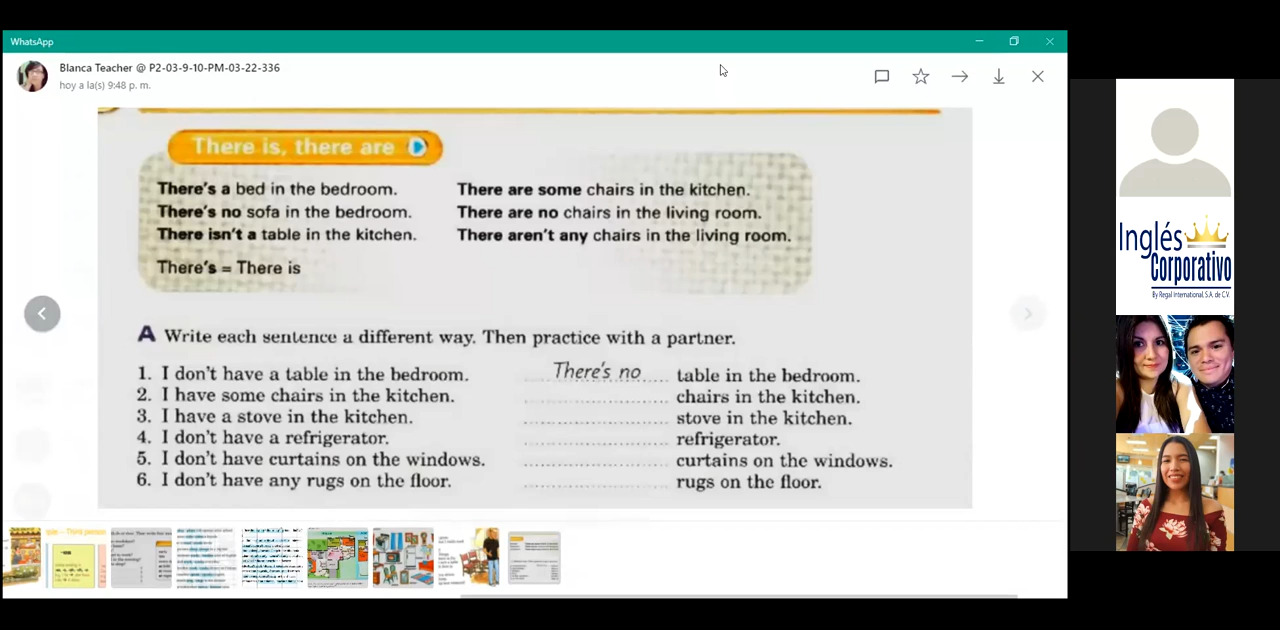 WhatsApp
Blanca Teacher @ P2-03-9-10-PM-03-22-336
hoy a la(s) 9:48 p. m.
There is, there are
There's a bed in the bedroom.
There's no sofa in the bedroom.
There isn't a table in the kitchen.
There's = There is
There are some chairs in the kitchen.
There are no chairs in the living room.
There aren't any chairs in the living room.
A Write each sentence a different way. Then practice with a partner.
1. I don't have a table in the bedroom. There's no table in the bedroom.
2. I have some chairs in the kitchen. .................... chairs in the kitchen.
3. I have a stove in the kitchen. .................... stove in the kitchen.
4. I don't have a refrigerator. .................... refrigerator.
5. I don't have curtains on the windows. .................... curtains on the windows.
6. I don't have any rugs on the floor. .................... rugs on the floor.
Inglés
Corporativo
By Regal International, S.A. de C.V.